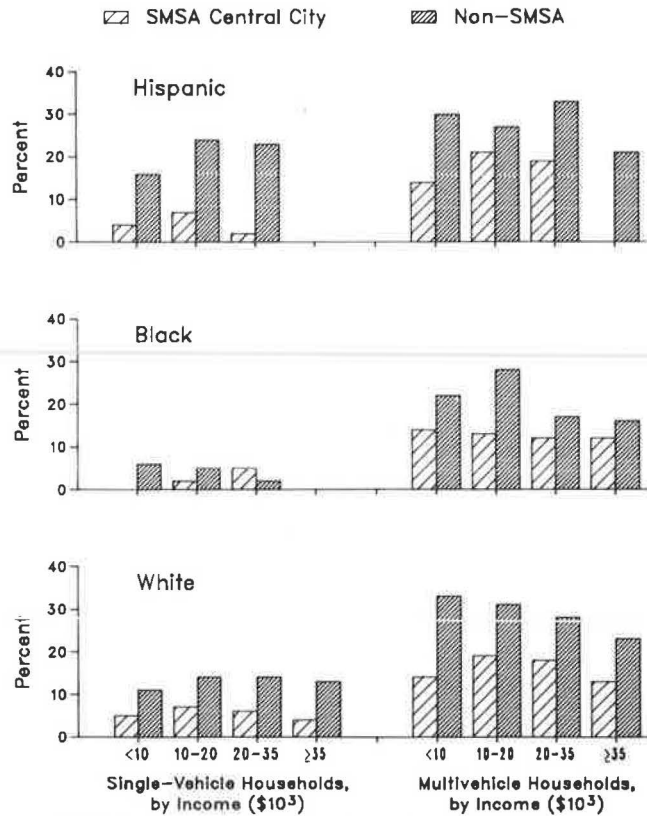 SMSA Central City Non-SMSA
Hispanic
Percent
40
30
20
10
0
Black
Percent
40
30
20
10
0
White
Percent
40
30
20
10
0
<10 10-20 20-35 ≥35 <10 10-20 20-35 ≥35
Single-Vehicle Households,
by Income ($10³)
Multivehicle Households,
by Income ($10³)